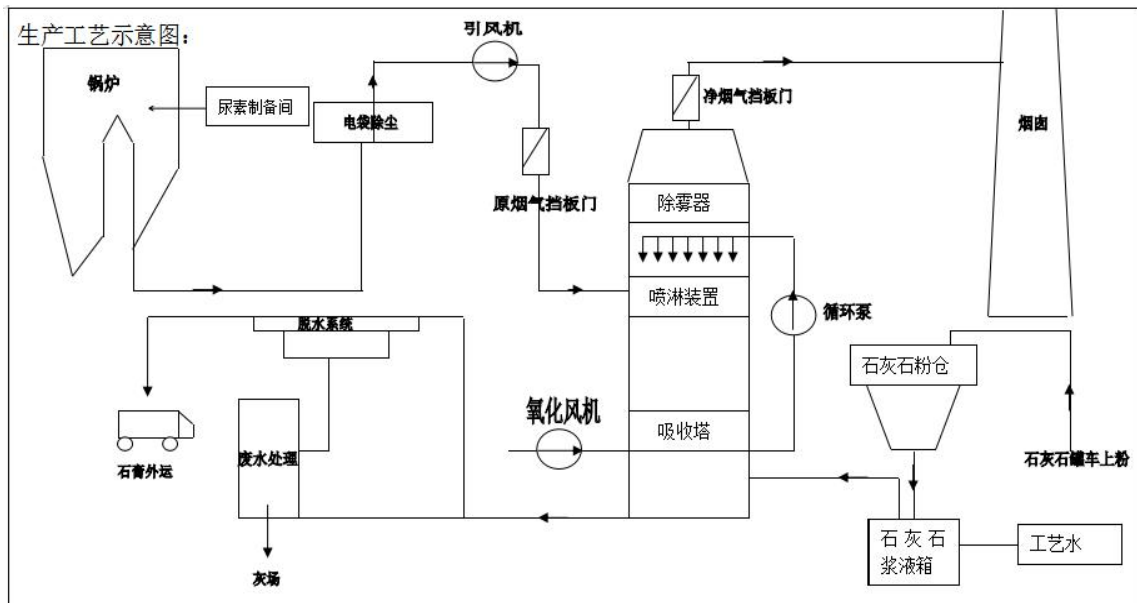 生产工艺示意图：
引风机
锅炉
尿素制备间
电袋除尘
净烟气挡板门
烟囱
原烟气挡板门
除雾器
喷淋装置
循环泵
脱水系统
石灰石粉仓
氧化风机
吸收塔
石膏外运
废水处理
石灰石罐车上粉
石灰石
浆液箱
工艺水
灰场